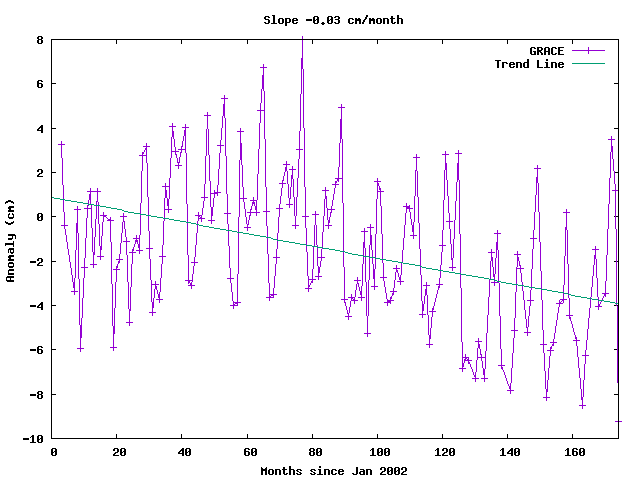 Slope -0.03 cm/month
GRACE
Trend Line
8
6
4
2
0
-2
-4
-6
-8
-10
Anomaly (cm)
0 20 40 60 80 100 120 140 160
Months since Jan 2002